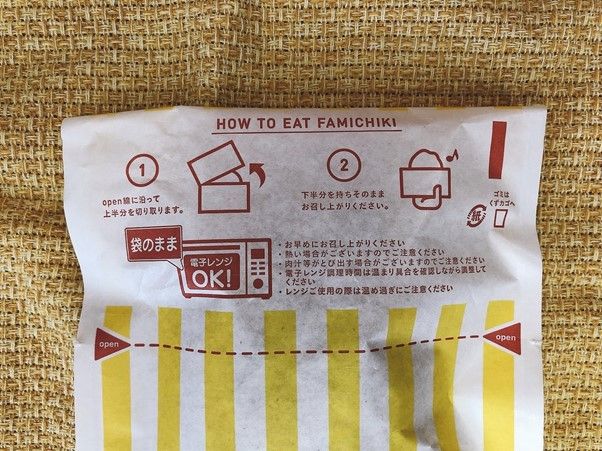 HOW TO EAT FAMICHIKI
1
open線に沿って
上半分を切り取ります。
2
下半分を持ちそのまま
お召し上がりください。
ゴミは
くずカゴへ
紙
袋のまま
電子レンジ
OK!
・お早めにお召し上がりください
・熱い場合がございますのでご注意ください
・肉汁等がとび出す場合がございますのでご注意ください
・電子レンジ調理時間は温まり具合を確認しながら調整して
ください
・レンジご使用の際は温め過ぎにご注意ください
open
open